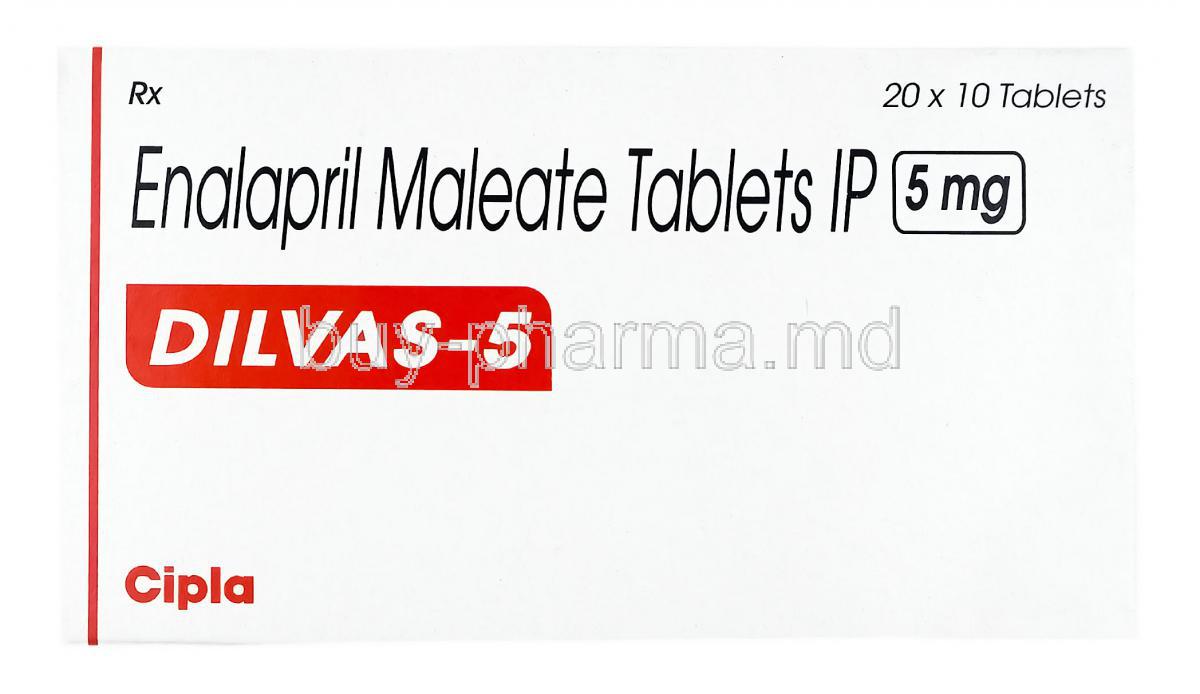 Rx
20 x 10 Tablets
Enalapril Maleate Tablets IP 5 mg
DILVAS-5
buy-pharma.md
Cipla